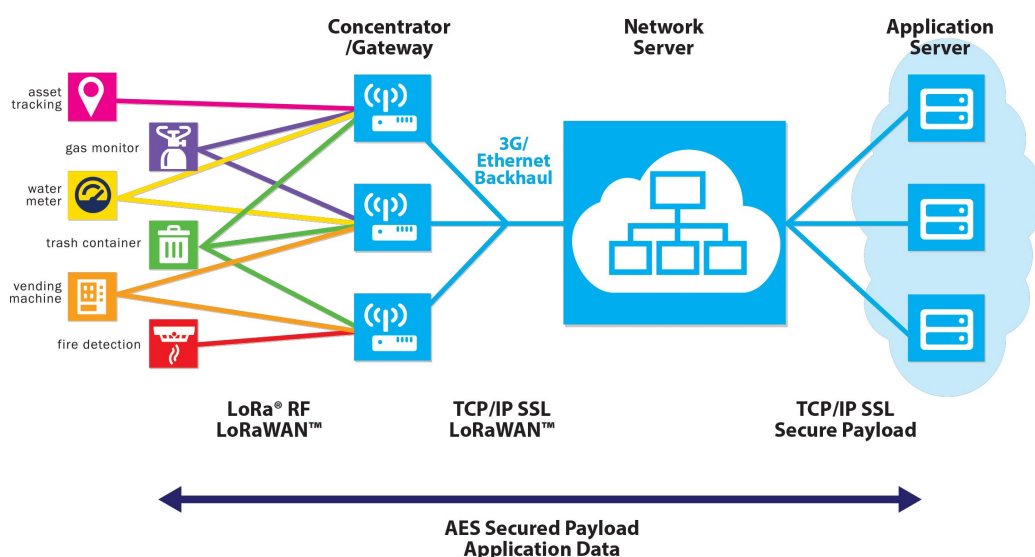 Concentrator
/Gateway
Network
Server
Application
Server
asset
tracking
gas monitor
water
meter
trash container
vending
machine
fire detection
3G/
Ethernet
Backhaul
LoRa® RF
LoRaWAN™
TCP/IP SSL
LoRaWAN™
TCP/IP SSL
Secure Payload
AES Secured Payload
Application Data